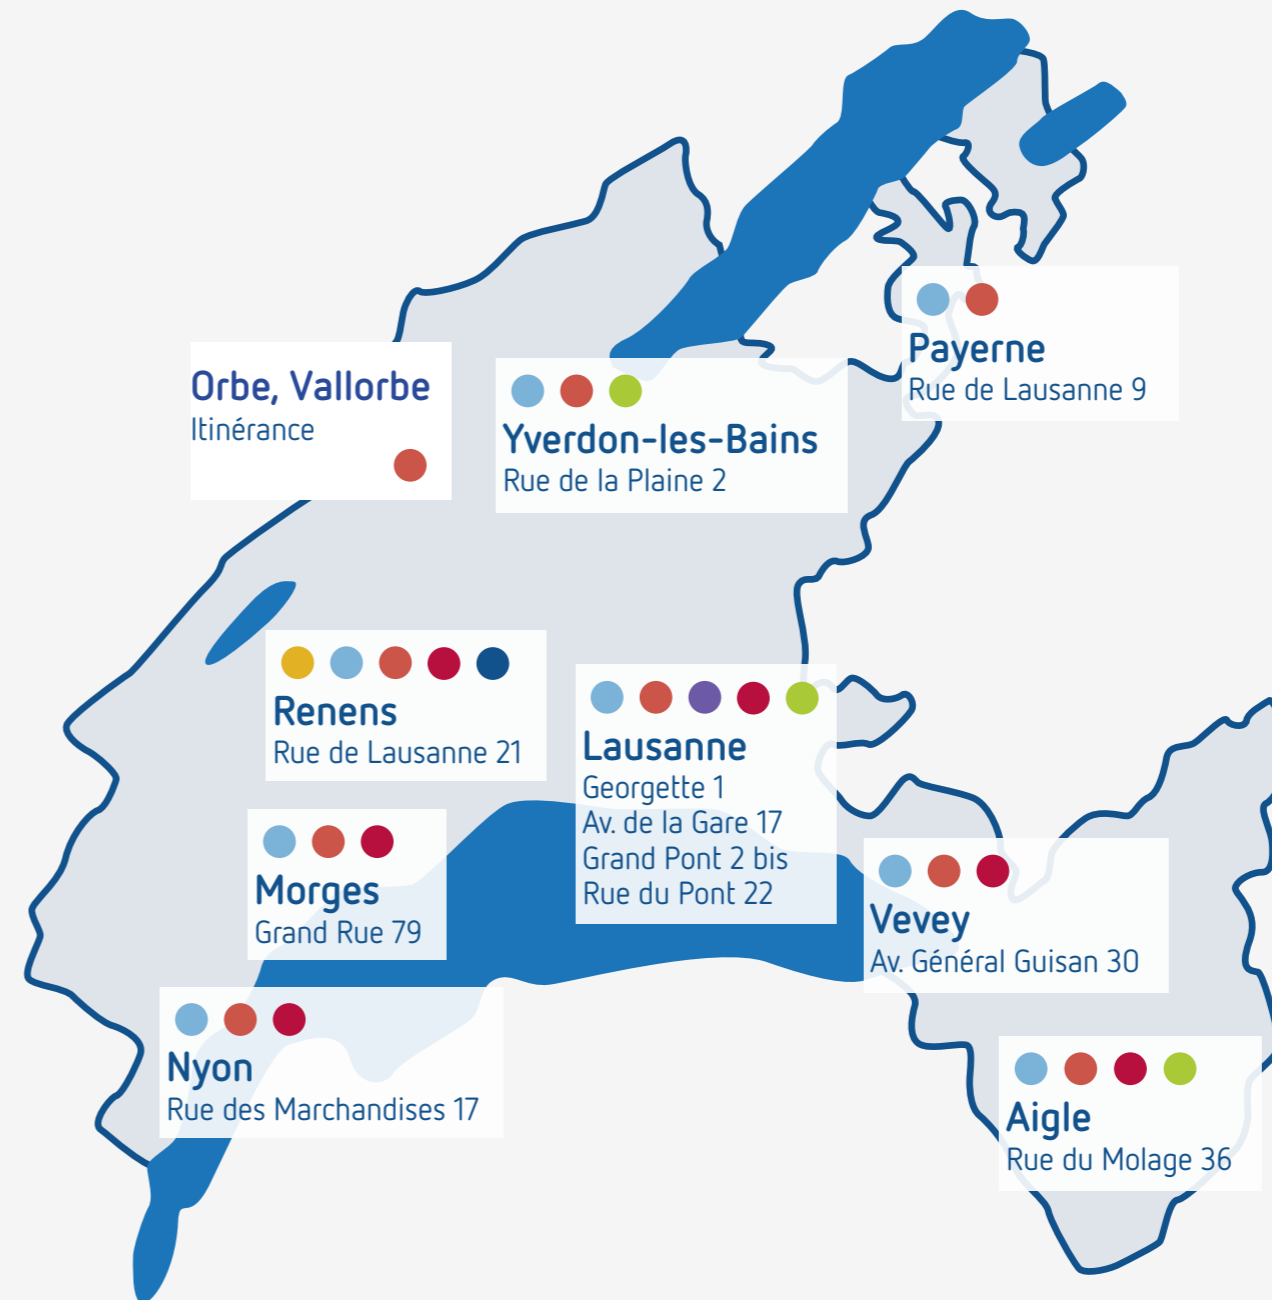 Payerne
Rue de Lausanne 9
Orbe, Vallorbe
Itinérance
Yverdon-les-Bains
Rue de la Plaine 2
Renens
Rue de Lausanne 21
Lausanne
Georgette 1
Av. de la Gare 17
Grand Pont 2 bis
Rue du Pont 22
Morges
Grand Rue 79
Vevey
Av. Général Guisan 30
Nyon
Rue des Marchandises 17
Aigle
Rue du Molage 36